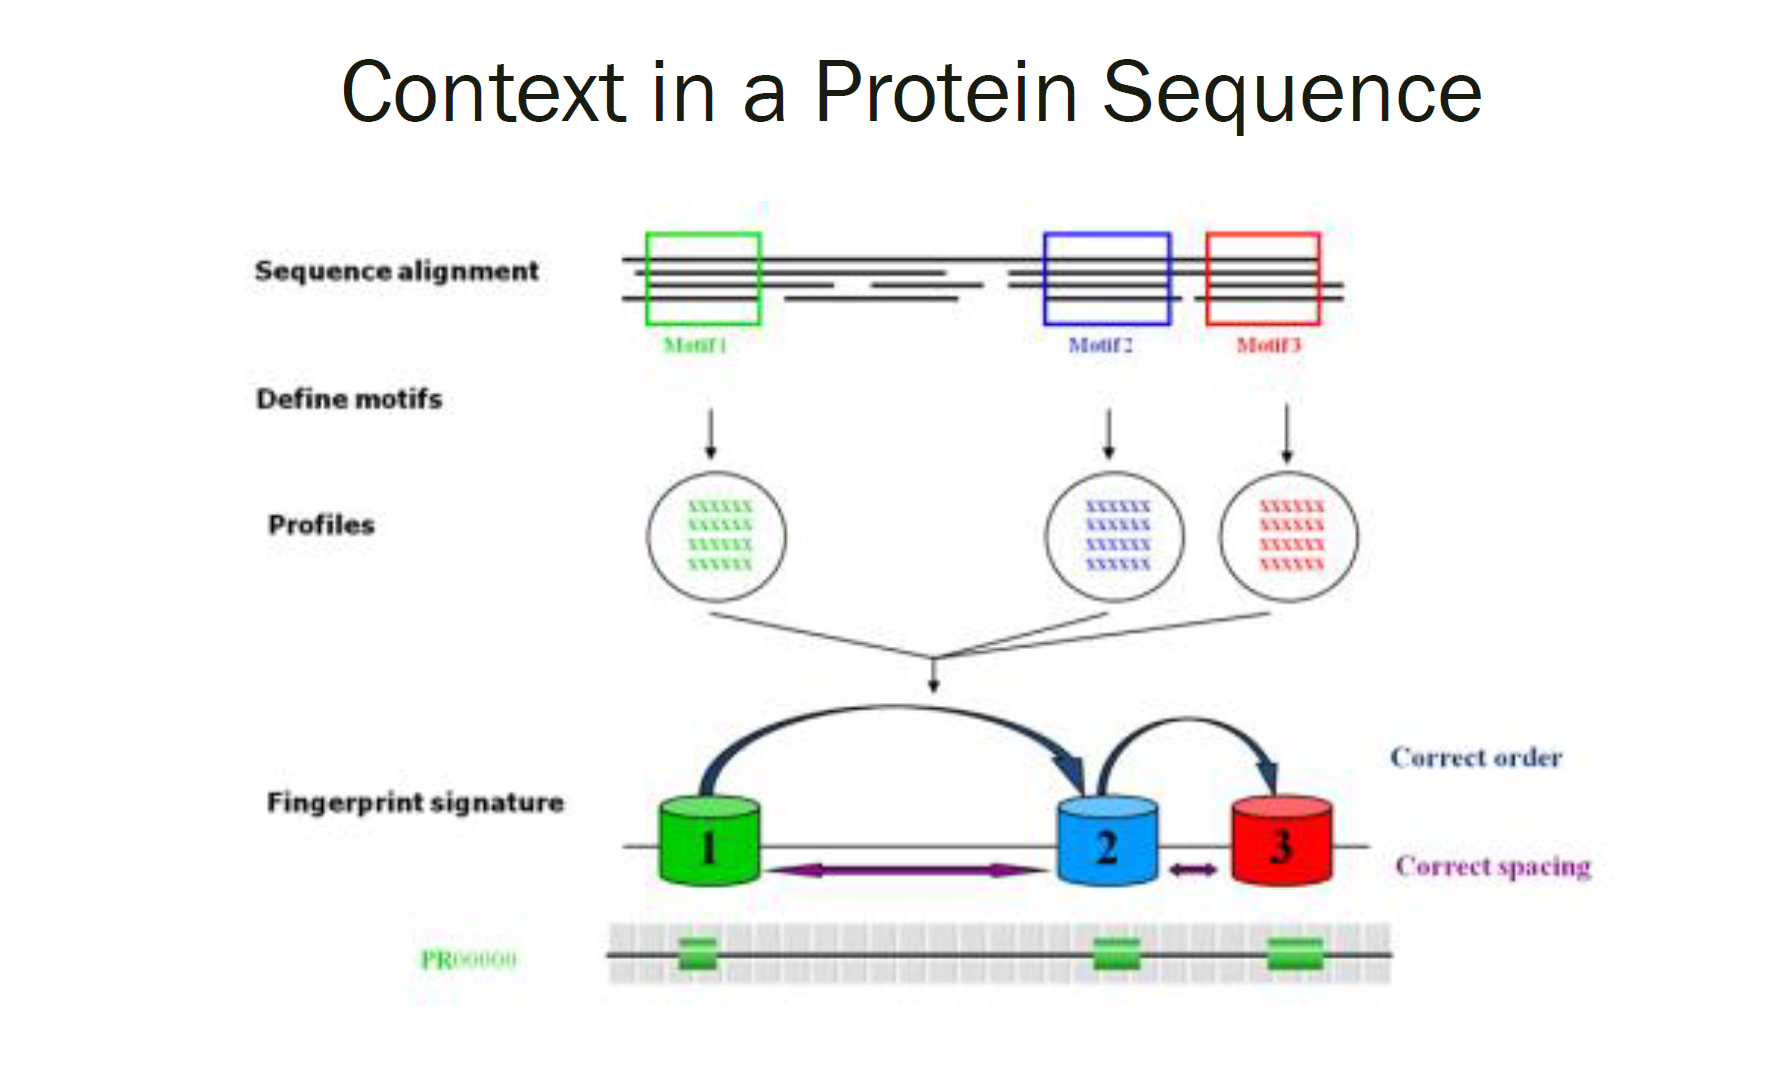 Context in a Protein Sequence
Sequence alignment
Motif 1
Motif 2
Motif 3
Define motifs
Profiles
xxxxxx xxxxxx xxxxxx
xxxxxx xxxxxx xxxxxx
xxxxxx xxxxxx xxxxxx
xxxxxx xxxxxx xxxxxx
Correct order
Fingerprint signature
1
2
3
Correct spacing
PR00000